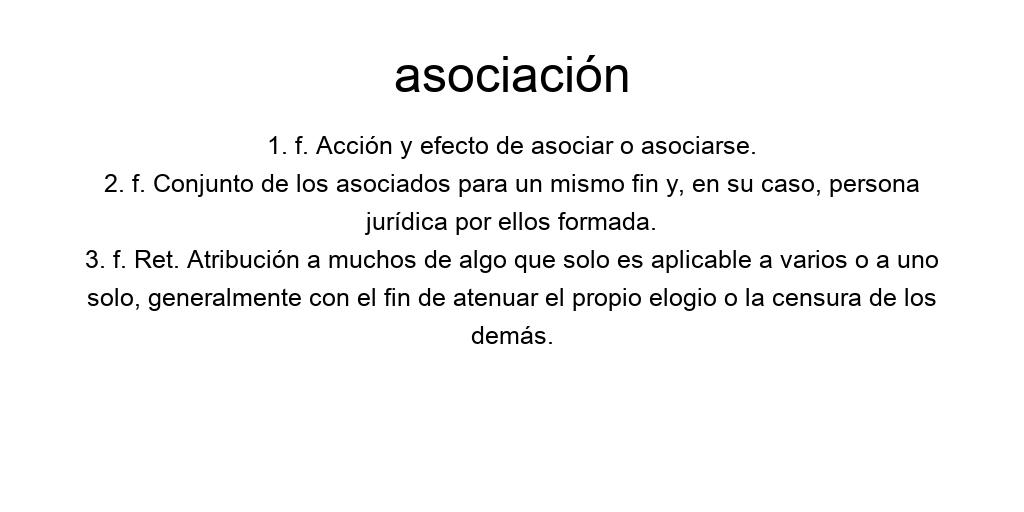 asociación
1. f. Acción y efecto de asociar o asociarse.
2. f. Conjunto de los asociados para un mismo fin y, en su caso, persona
jurídica por ellos formada.
3. f. Ret. Atribución a muchos de algo que solo es aplicable a varios o a uno
solo, generalmente con el fin de atenuar el propio elogio o la censura de los
demás.